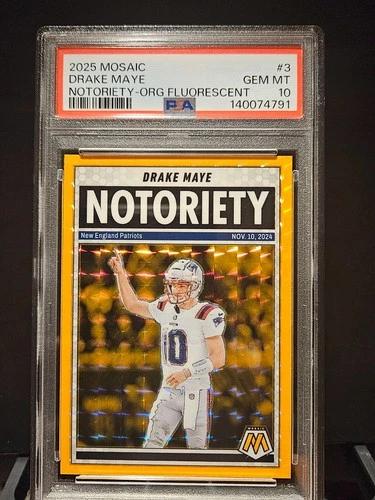 2025 MOSAIC #3
DRAKE MAYE GEM MT
NOTORIETY-ORG FLUORESCENT 10
PSA 140074791
DRAKE MAYE
NOTORIETY
New England Patriots NOV. 10, 2024
10
MOSAIC